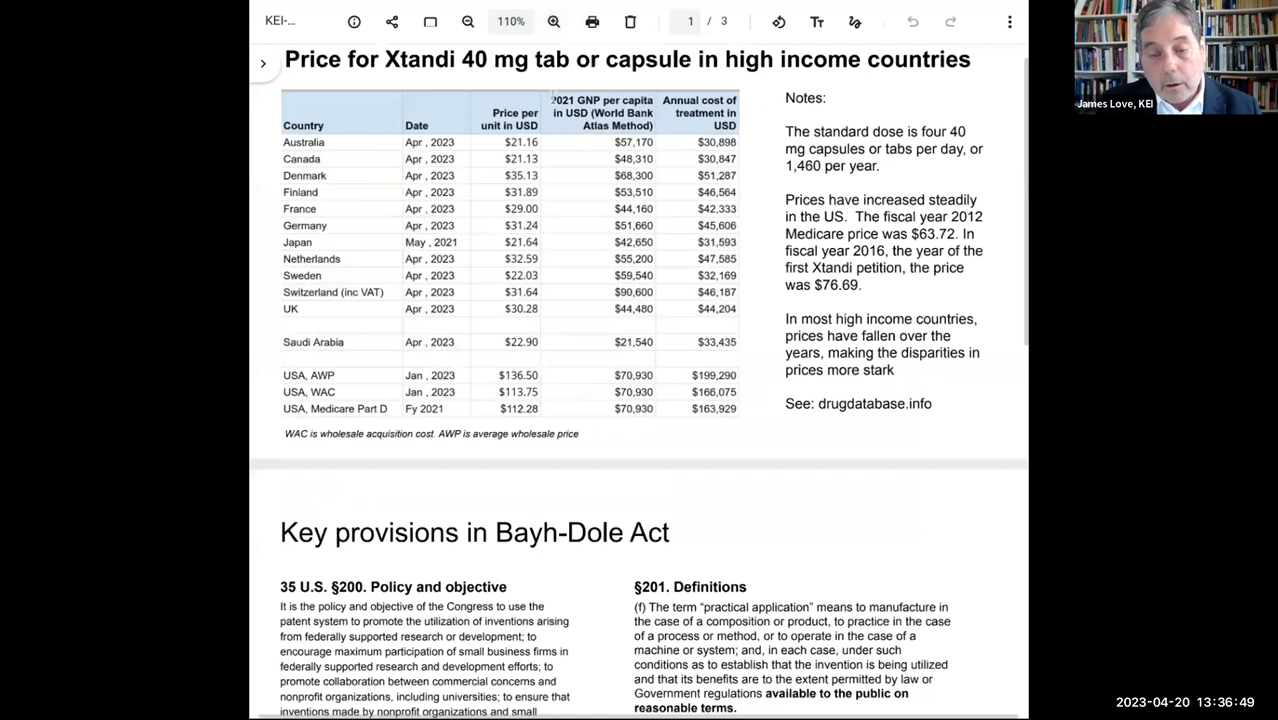 KEI-...
110%
1 / 3
Price for Xtandi 40 mg tab or capsule in high income countries
Country Date Price per unit in USD 2021 GNP per capita in USD (World Bank Atlas Method) Annual cost of treatment in USD
Australia Apr , 2023 $21.16 $57,170 $30,898
Canada Apr , 2023 $21.13 $48,310 $30,847
Denmark Apr , 2023 $35.13 $68,300 $51,287
Finland Apr , 2023 $31.89 $53,510 $46,564
France Apr , 2023 $29.00 $44,160 $42,333
Germany Apr , 2023 $31.24 $51,660 $45,606
Japan May , 2021 $21.64 $42,650 $31,593
Netherlands Apr , 2023 $32.59 $55,200 $47,585
Sweden Apr , 2023 $22.03 $59,540 $32,169
Switzerland (inc VAT) Apr , 2023 $31.64 $90,600 $46,187
UK Apr , 2023 $30.28 $44,480 $44,204
Saudi Arabia Apr , 2023 $22.90 $21,540 $33,435
USA, AWP Jan , 2023 $136.50 $70,930 $199,290
USA, WAC Jan , 2023 $113.75 $70,930 $166,075
USA, Medicare Part D Fy 2021 $112.28 $70,930 $163,929
WAC is wholesale acquisition cost. AWP is average wholesale price
Notes:
The standard dose is four 40
mg capsules or tabs per day, or
1,460 per year.
Prices have increased steadily
in the US. The fiscal year 2012
Medicare price was $63.72. In
fiscal year 2016, the year of the
first Xtandi petition, the price
was $76.69.
In most high income countries,
prices have fallen over the
years, making the disparities in
prices more stark
See: drugdatabase.info
Key provisions in Bayh-Dole Act
35 U.S. §200. Policy and objective
It is the policy and objective of the Congress to use the
patent system to promote the utilization of inventions arising
from federally supported research or development; to
encourage maximum participation of small business firms in
federally supported research and development efforts; to
promote collaboration between commercial concerns and
nonprofit organizations, including universities; to ensure that
inventions made by nonprofit organizations and small
§201. Definitions
(f) The term “practical application” means to manufacture in
the case of a composition or product, to practice in the case
of a process or method, or to operate in the case of a
machine or system; and, in each case, under such
conditions as to establish that the invention is being utilized
and that its benefits are to the extent permitted by law or
Government regulations available to the public on
reasonable terms.
James Love, KEI
2023-04-20 13:36:49